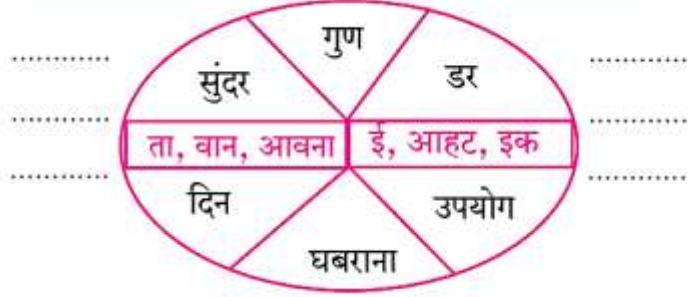 गुण
सुंदर डर
ता, वान, आवना ई, आहट, इक
दिन उपयोग
घबराना